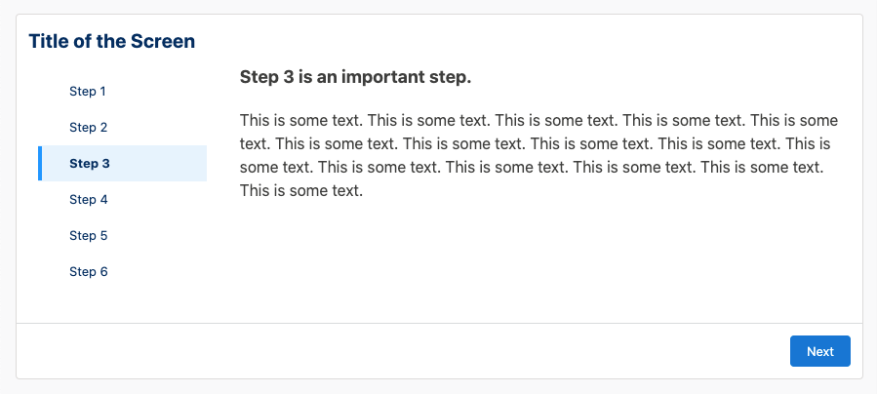 Title of the Screen
Step 1
Step 2
Step 3
Step 4
Step 5
Step 6
Step 3 is an important step.
This is some text. This is some text. This is some text. This is some text. This is some
text. This is some text. This is some text. This is some text. This is some text. This is
some text. This is some text. This is some text. This is some text. This is some text.
This is some text.
Next